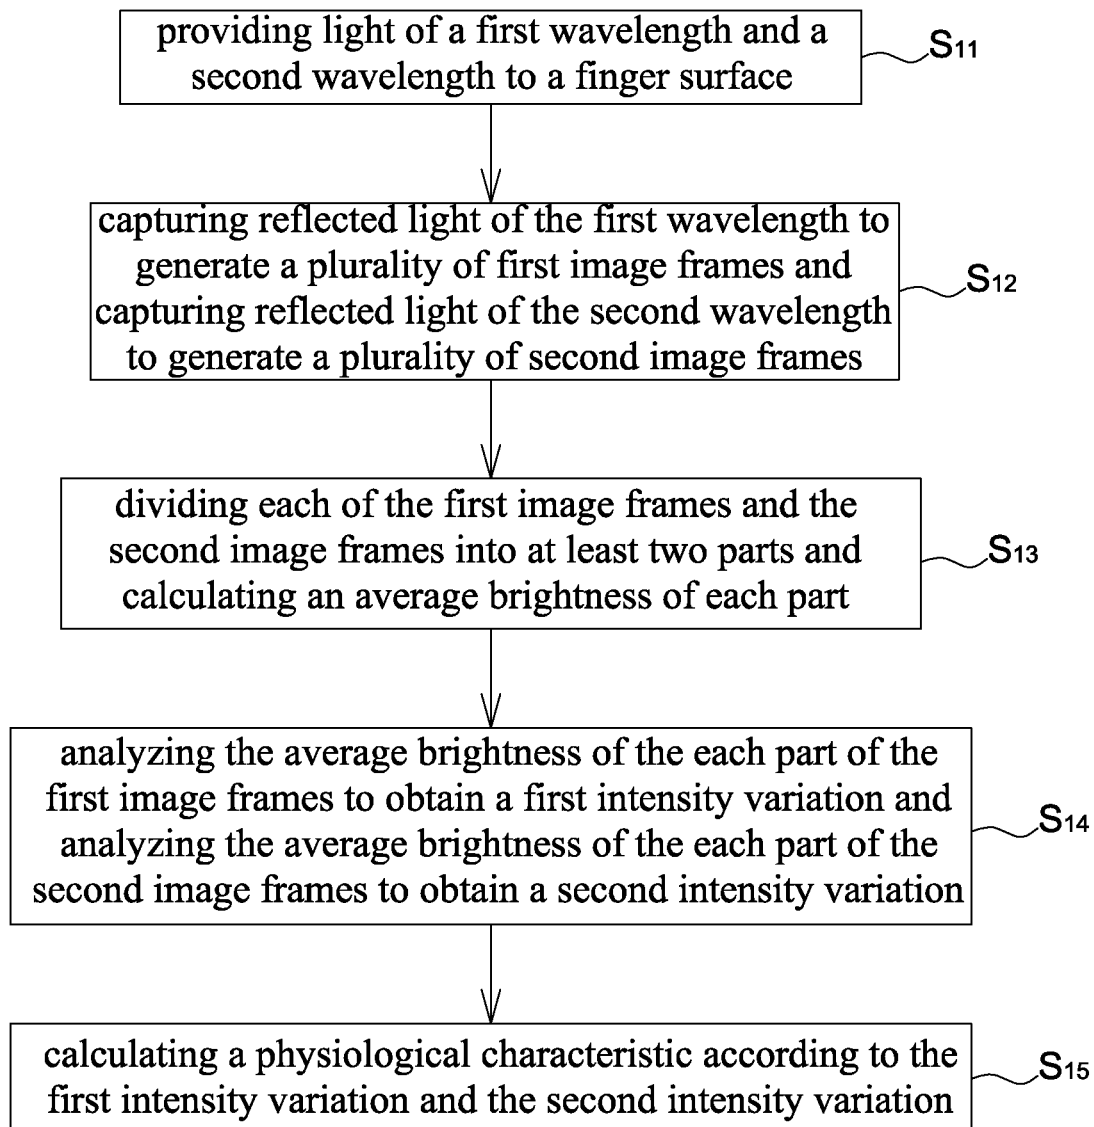 providing light of a first wavelength and a
second wavelength to a finger surface
S11
capturing reflected light of the first wavelength to
generate a plurality of first image frames and
capturing reflected light of the second wavelength
to generate a plurality of second image frames
S12
dividing each of the first image frames and the
second image frames into at least two parts and
calculating an average brightness of each part
S13
analyzing the average brightness of the each part of the
first image frames to obtain a first intensity variation and
analyzing the average brightness of the each part of the
second image frames to obtain a second intensity variation
S14
calculating a physiological characteristic according to the
first intensity variation and the second intensity variation
S15